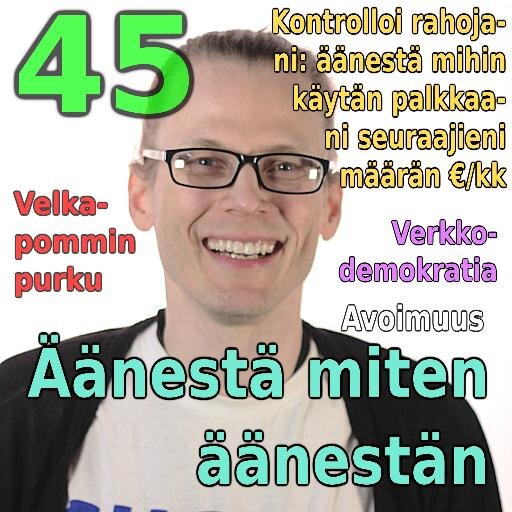 45
Kontrolloi rahoja-
ni: äänestä mihin
käytän palkkaa-
ni seuraajieni
määrän €/kk
Velka-
pommin
purku
Verkko-
demokratia
Avoimuus
Äänestä miten
äänestän